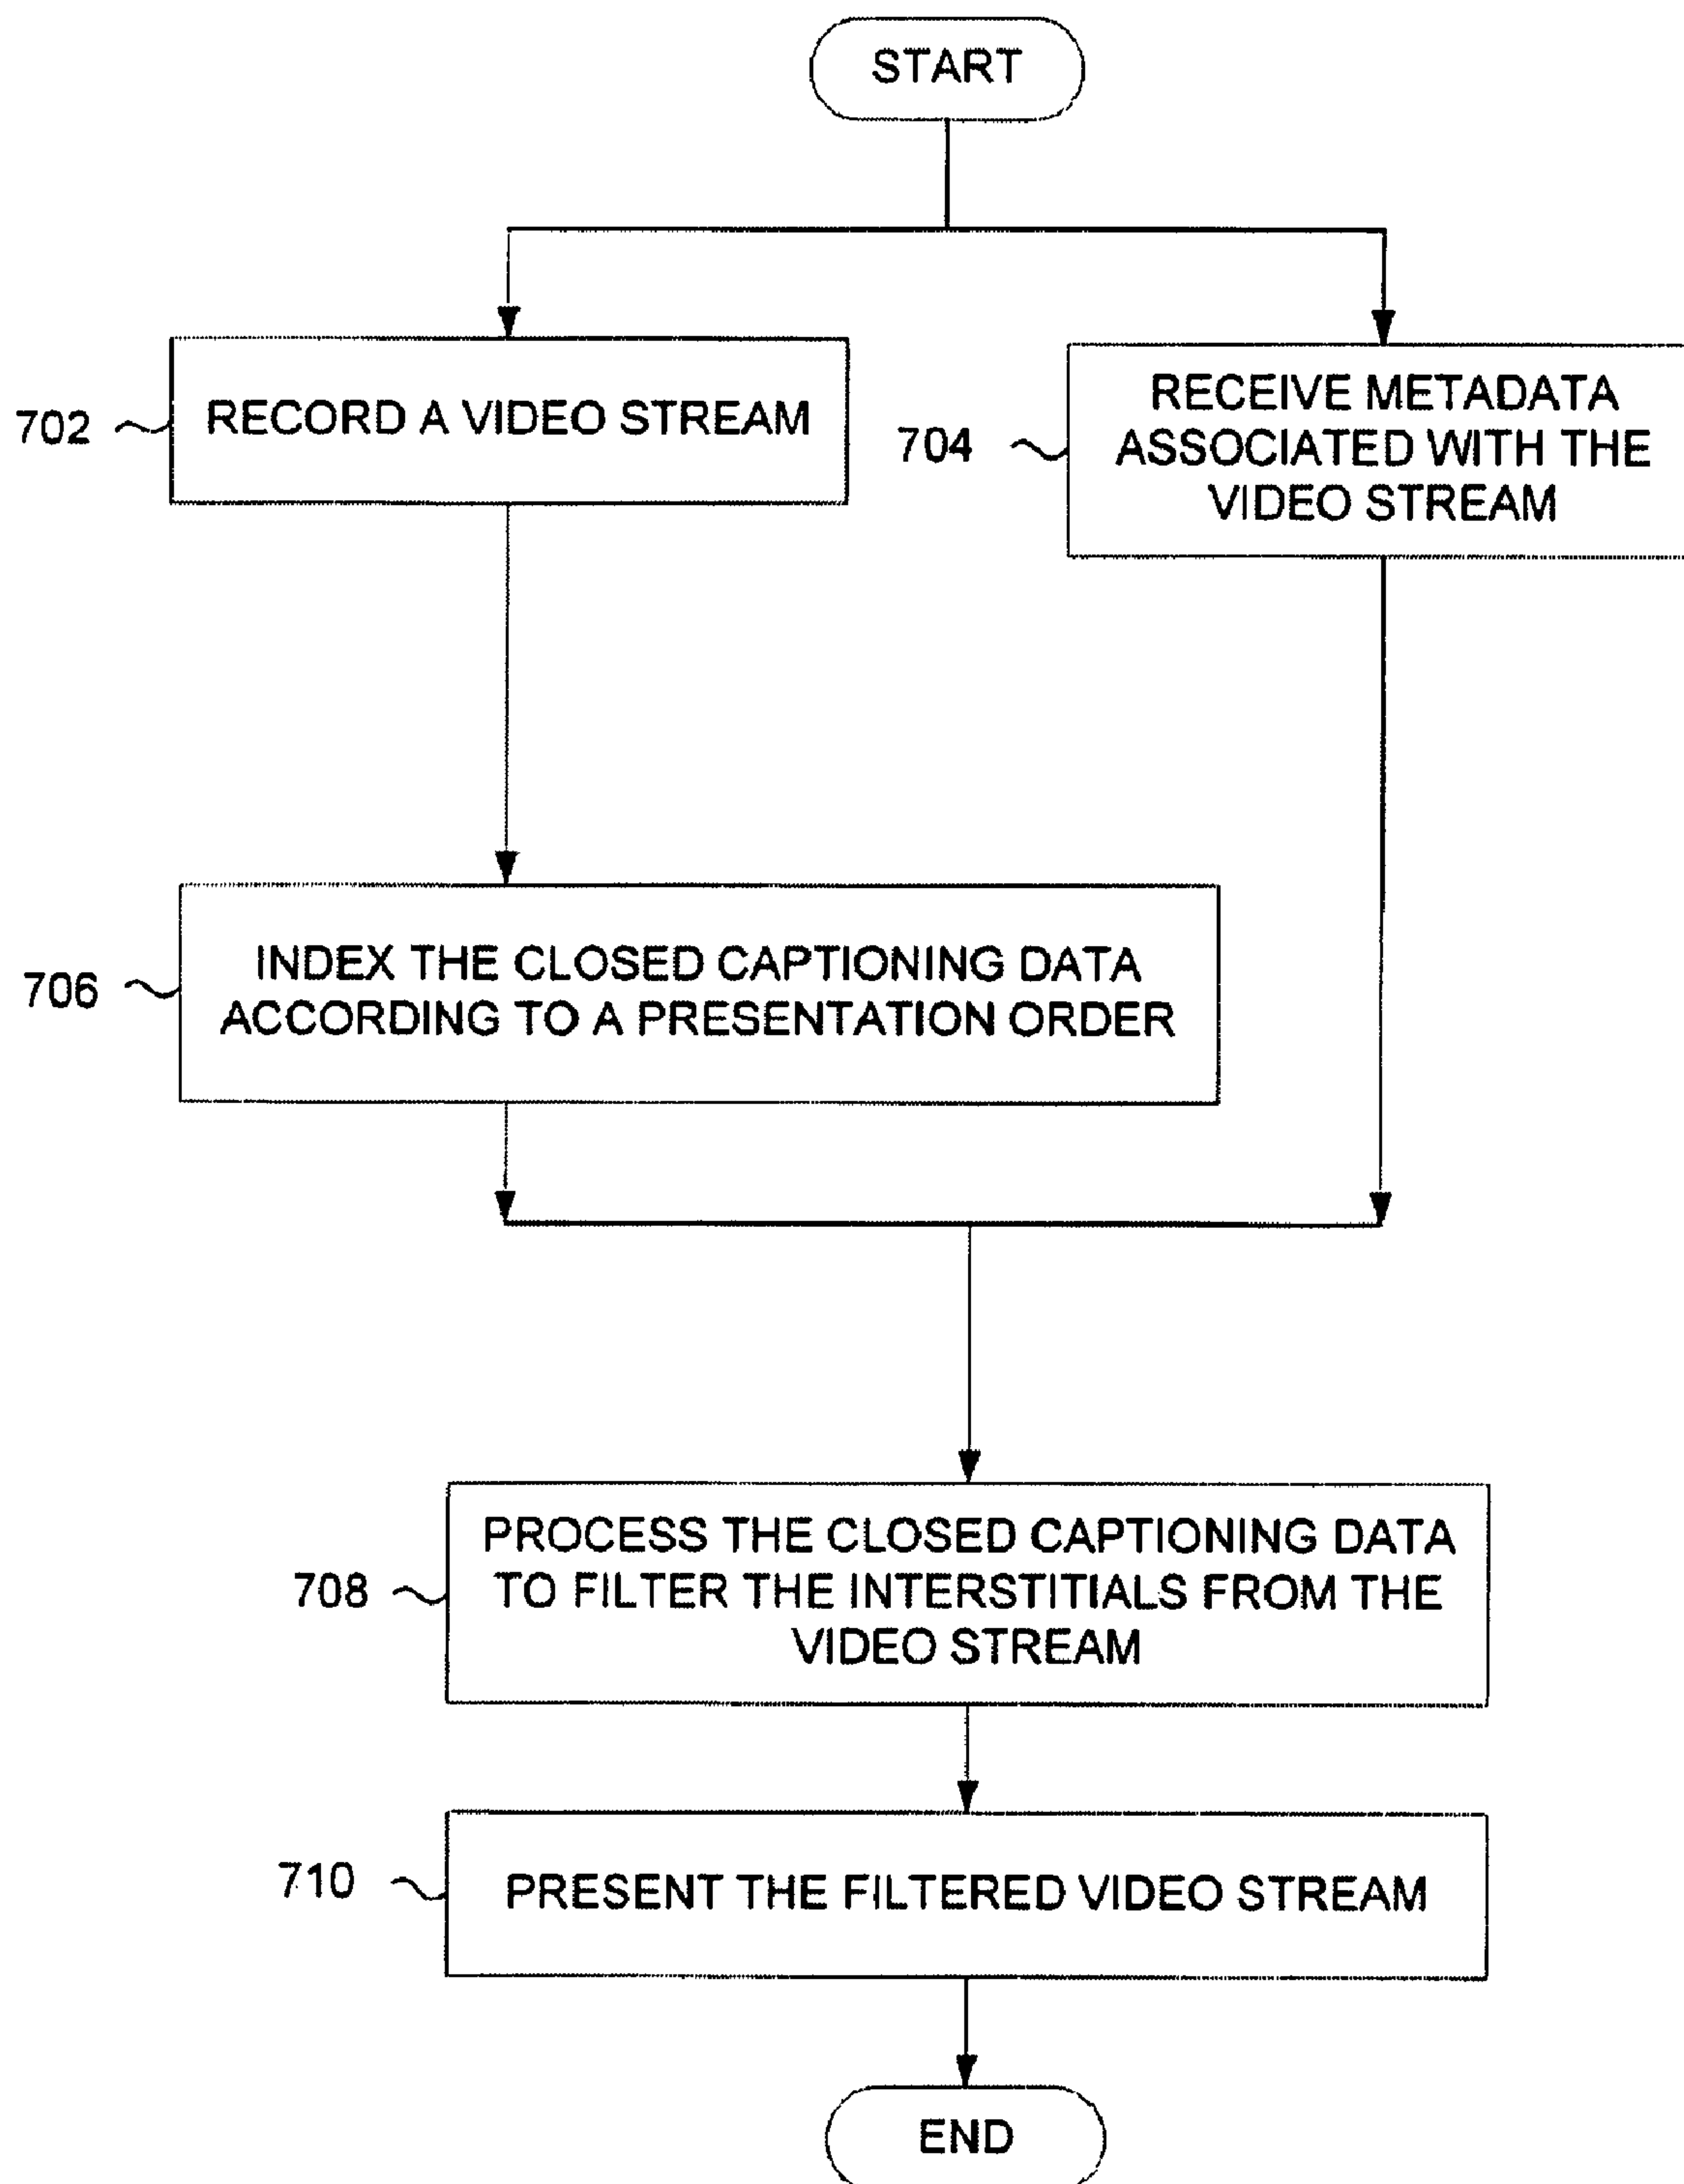 START
702
RECORD A VIDEO STREAM
704
RECEIVE METADATA
ASSOCIATED WITH THE
VIDEO STREAM
706
INDEX THE CLOSED CAPTIONING DATA
ACCORDING TO A PRESENTATION ORDER
708
PROCESS THE CLOSED CAPTIONING DATA
TO FILTER THE INTERSTITIALS FROM THE
VIDEO STREAM
710
PRESENT THE FILTERED VIDEO STREAM
END